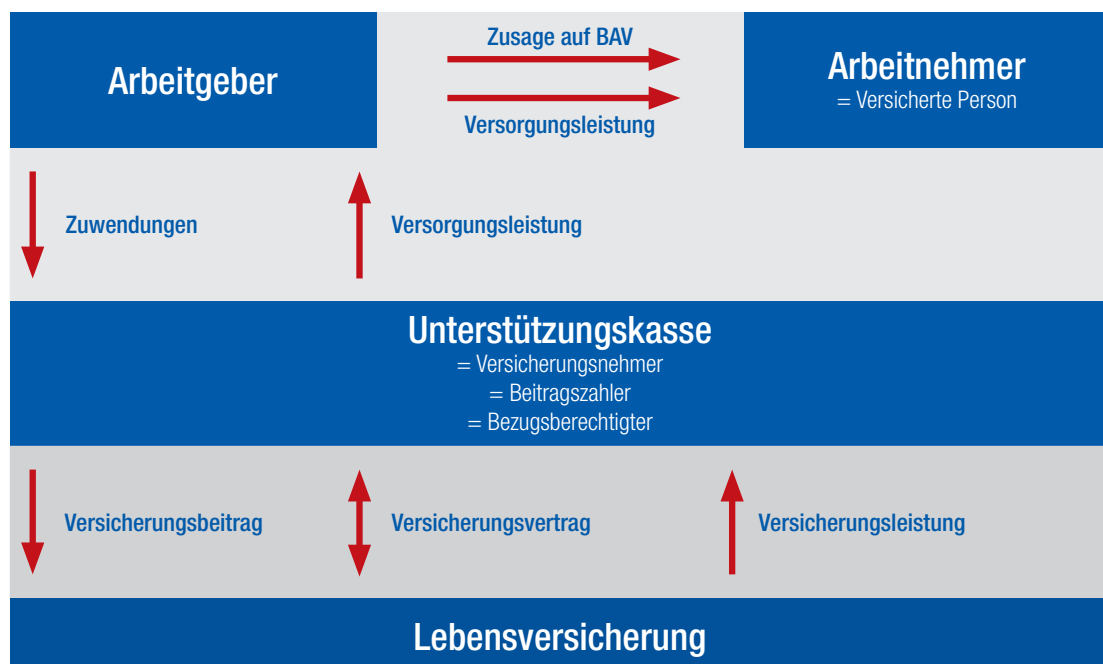 Arbeitgeber
Zusage auf BAV
Versorgungsleistung
Arbeitnehmer
= Versicherte Person
Zuwendungen
Versorgungsleistung
Unterstützungskasse
= Versicherungsnehmer
= Beitragszahler
= Bezugsberechtigter
Versicherungsbeitrag
Versicherungsvertrag
Versicherungsleistung
Lebensversicherung